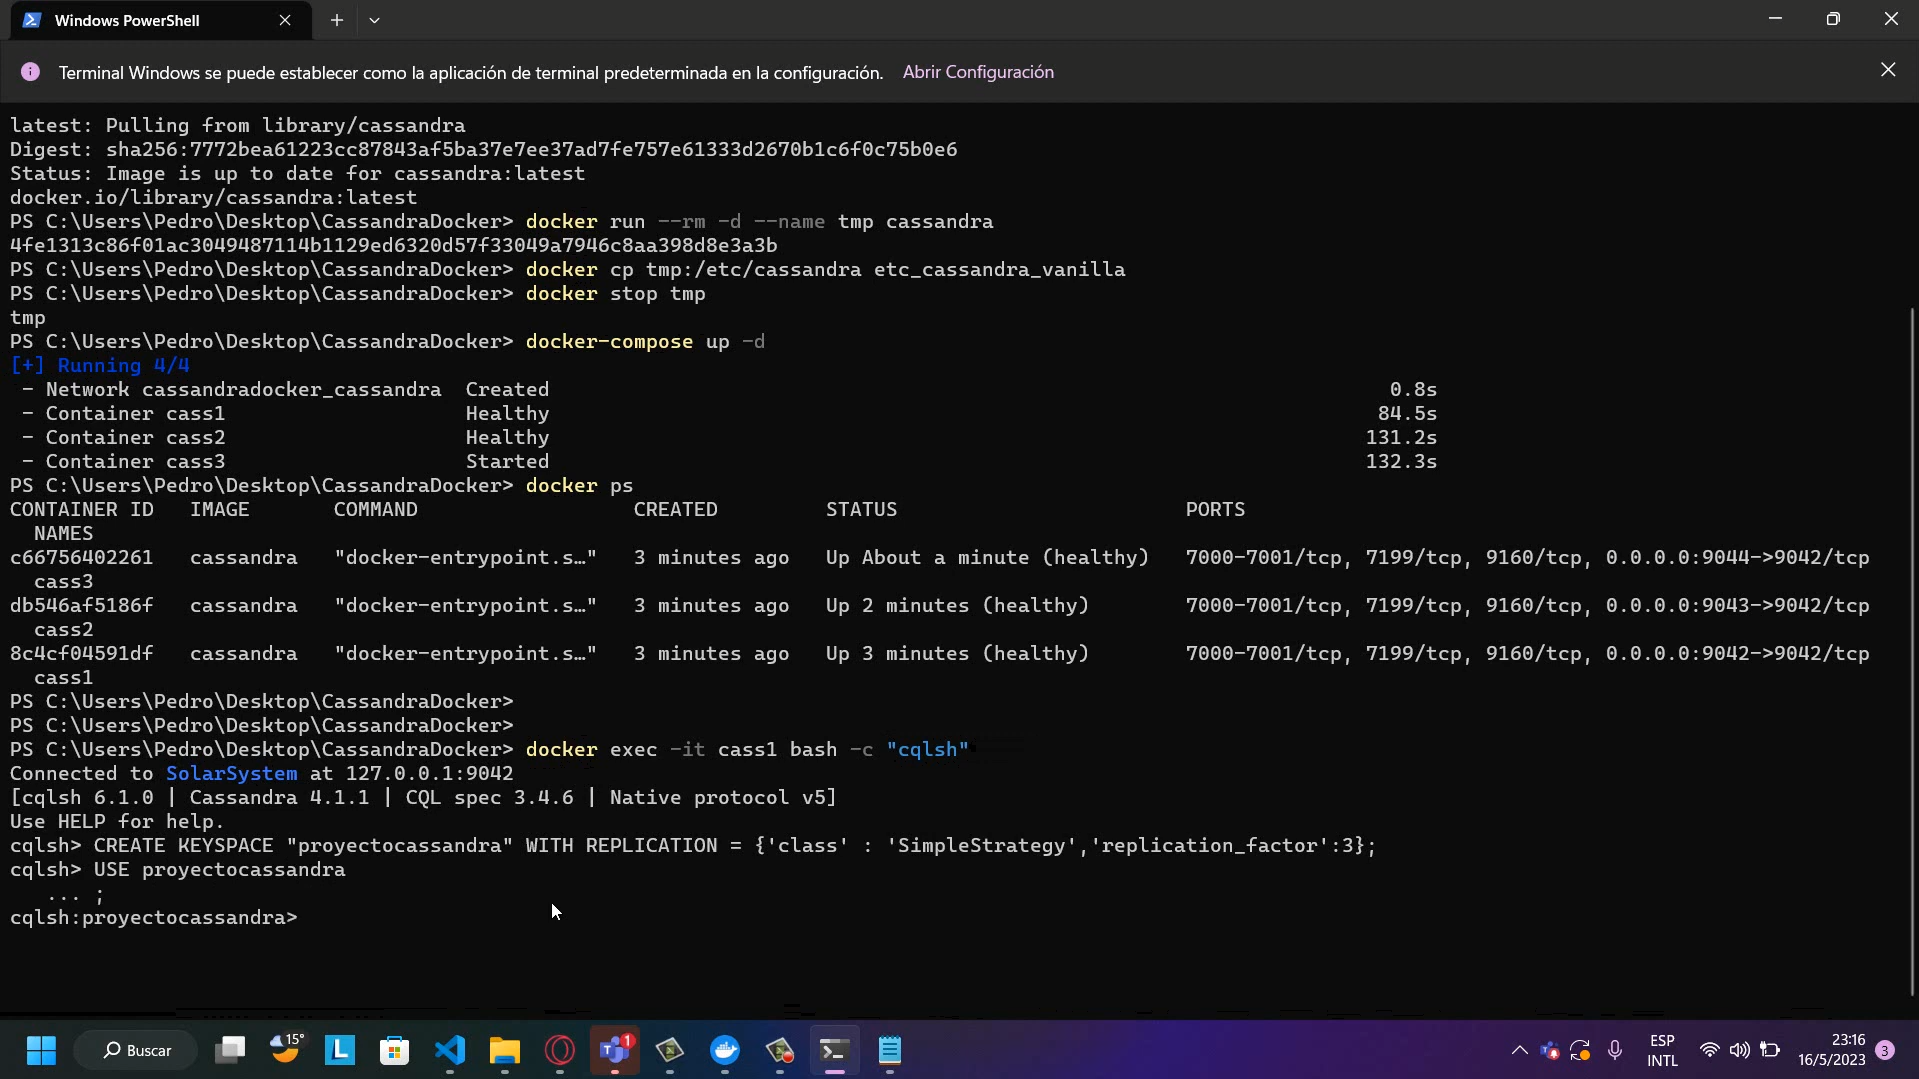 Windows PowerShell
Terminal Windows se puede establecer como la aplicación de terminal predeterminada en la configuración. Abrir Configuración
latest: Pulling from library/cassandra
Digest: sha256:7772bea61223cc87843af5ba37e7ee37ad7fe757e61333d2670b1c6f0c75b0e6
Status: Image is up to date for cassandra:latest
docker.io/library/cassandra:latest
PS C:\Users\Pedro\Desktop\CassandraDocker> docker run --rm -d --name tmp cassandra
4fe1313c86f01ac3049487114b1129ed6320d57f33049a7946c8aa398d8e3a3b
PS C:\Users\Pedro\Desktop\CassandraDocker> docker cp tmp:/etc/cassandra etc_cassandra_vanilla
PS C:\Users\Pedro\Desktop\CassandraDocker> docker stop tmp
tmp
PS C:\Users\Pedro\Desktop\CassandraDocker> docker-compose up -d
[+] Running 4/4
- Network cassandradocker_cassandra Created 0.8s
- Container cass1 Healthy 84.5s
- Container cass2 Healthy 131.2s
- Container cass3 Started 132.3s
PS C:\Users\Pedro\Desktop\CassandraDocker> docker ps
CONTAINER ID IMAGE COMMAND CREATED STATUS PORTS
NAMES
c66756402261 cassandra "docker-entrypoint.s…" 3 minutes ago Up About a minute (healthy) 7000-7001/tcp, 7199/tcp, 9160/tcp, 0.0.0.0:9044->9042/tcp
cass3
db546af5186f cassandra "docker-entrypoint.s…" 3 minutes ago Up 2 minutes (healthy) 7000-7001/tcp, 7199/tcp, 9160/tcp, 0.0.0.0:9043->9042/tcp
cass2
8c4cf04591df cassandra "docker-entrypoint.s…" 3 minutes ago Up 3 minutes (healthy) 7000-7001/tcp, 7199/tcp, 9160/tcp, 0.0.0.0:9042->9042/tcp
cass1
PS C:\Users\Pedro\Desktop\CassandraDocker>
PS C:\Users\Pedro\Desktop\CassandraDocker>
PS C:\Users\Pedro\Desktop\CassandraDocker> docker exec -it cass1 bash -c "cqlsh"
Connected to SolarSystem at 127.0.0.1:9042
[cqlsh 6.1.0 | Cassandra 4.1.1 | CQL spec 3.4.6 | Native protocol v5]
Use HELP for help.
cqlsh> CREATE KEYSPACE "proyectocassandra" WITH REPLICATION = {'class' : 'SimpleStrategy','replication_factor':3};
cqlsh> USE proyectocassandra
... ;
cqlsh:proyectocassandra>
Buscar 15° L 1 ESP 23:16
INTL 16/5/2023 3